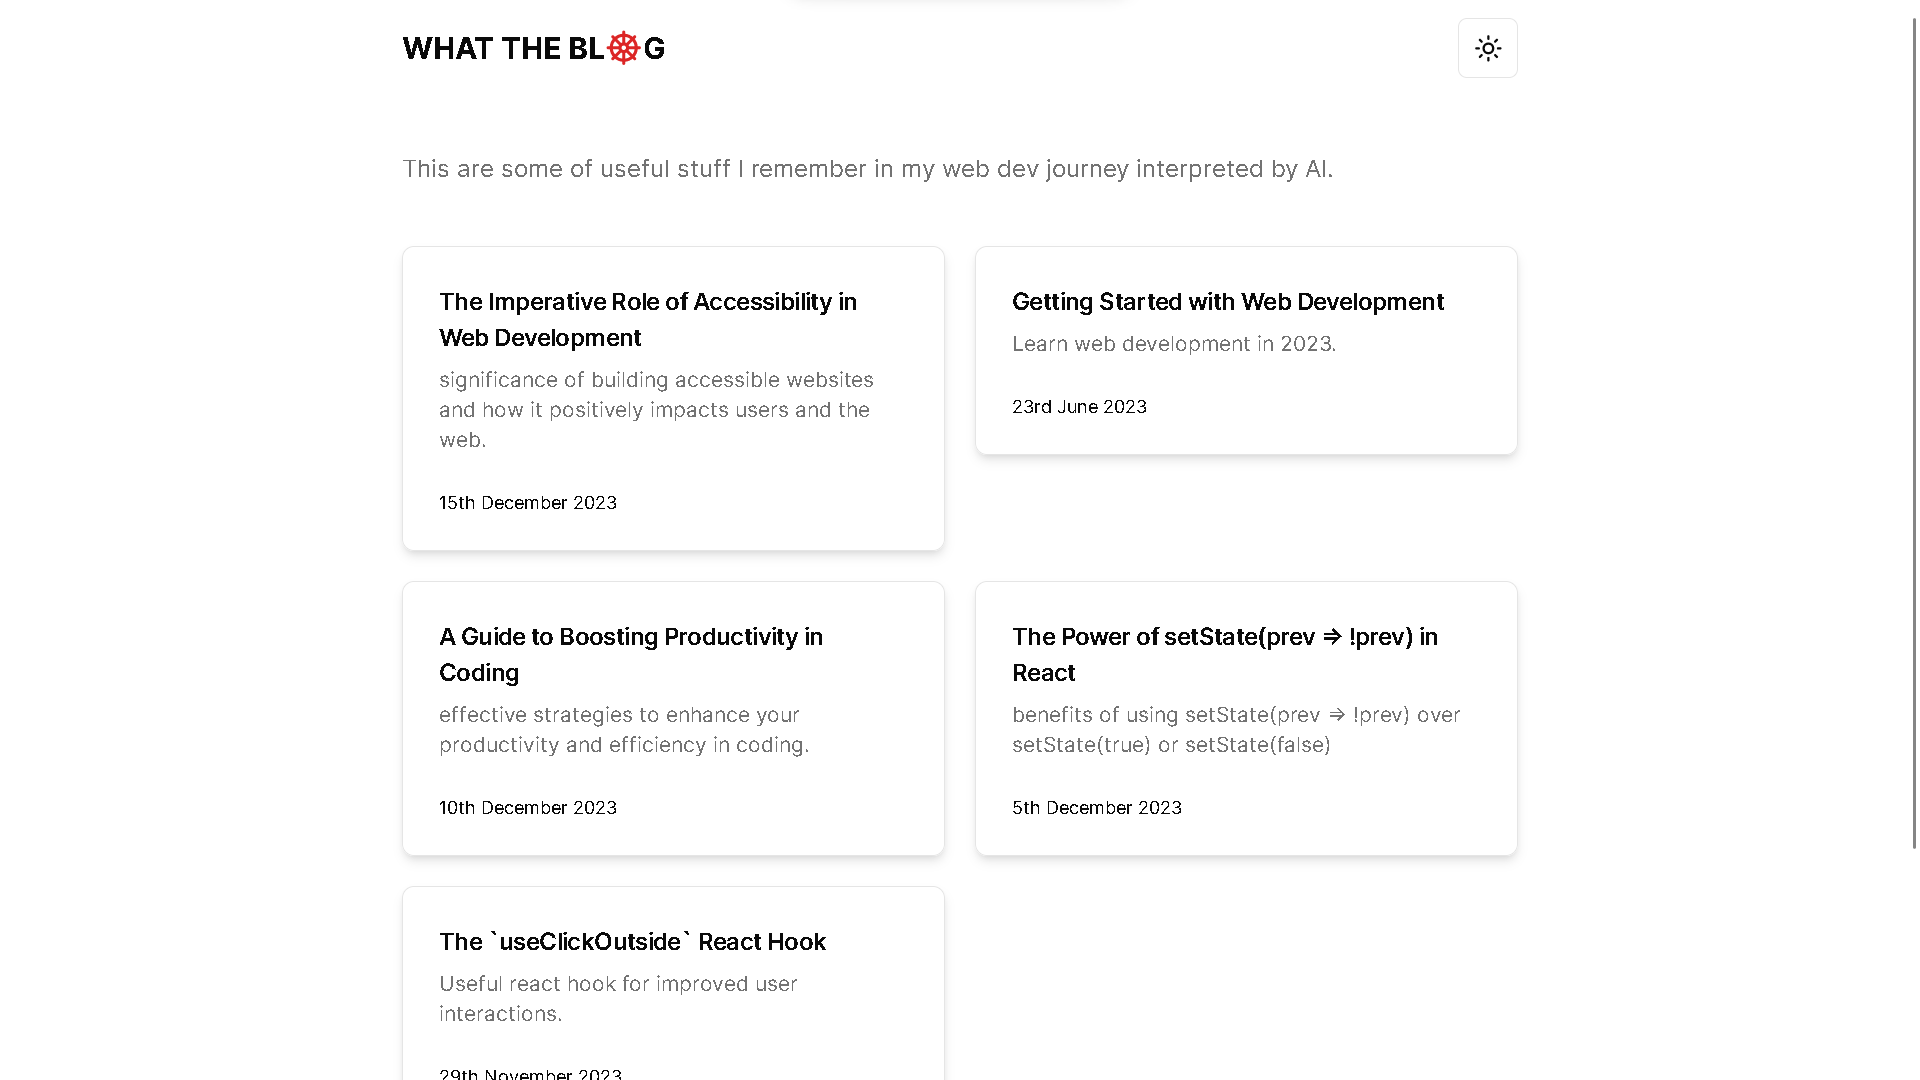 WHAT THE BLOG
This are some of useful stuff I remember in my web dev journey interpreted by AI.
The Imperative Role of Accessibility in
Web Development
significance of building accessible websites
and how it positively impacts users and the
web.
15th December 2023
Getting Started with Web Development
Learn web development in 2023.
23rd June 2023
A Guide to Boosting Productivity in
Coding
effective strategies to enhance your
productivity and efficiency in coding.
10th December 2023
The Power of setState(prev => !prev) in
React
benefits of using setState(prev => !prev) over
setState(true) or setState(false)
5th December 2023
The `useClickOutside` React Hook
Useful react hook for improved user
interactions.
29th November 2023